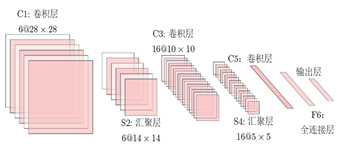 C1: 卷积层
6@28 × 28
S2: 汇聚层
6@14 × 14
C3: 卷积层
16@10 × 10
S4: 汇聚层
16@5 × 5
C5: 卷积层
F6:
全连接层
输出层